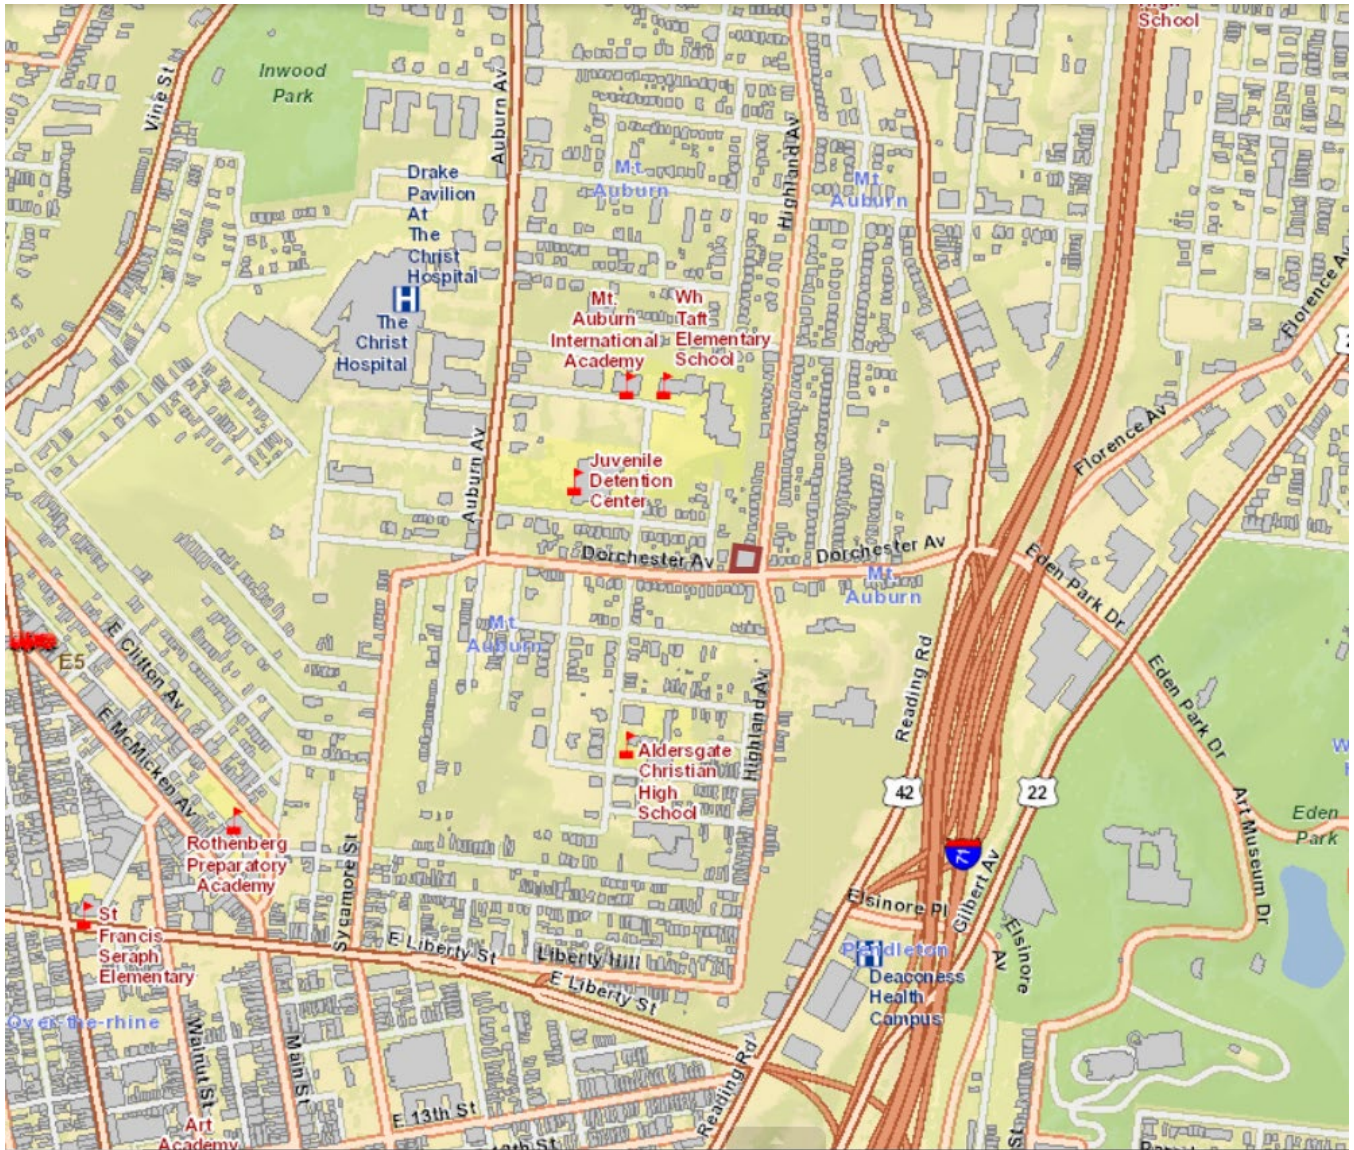 School
Inwood
Park
Vine St
Auburn Av
Highland Av
Drake
Pavilion
At
The
Christ
Hospital
Mt.
Auburn
Mt.
Auburn
H
The
Christ
Hospital
Mt.
Auburn
International
Academy
Wh
Taft
Elementary
School
Florence Av
2
Auburn Av
Florence Av
Juvenile
Detention
Center
Dorchester Av
Dorchester Av
Mt.
Auburn
Eden Park Dr
Mt.
Auburn
E5
E Clifton Av
E McMicken Av
Reading Rd
Highland Av
Eden Park Dr
Aldersgate
Christian
High
School
42
22
71
Art Museum Dr
Eden
Park
Rothenberg
Preparatory
Academy
Sycamore St
Elsinore Pl
Gilbert Av
Elsinore
Av
St
Francis
Seraph
Elementary
E Liberty St
Liberty Hill
E Liberty St
Pendleton
H
Deaconess
Health
Campus
Over-the-rhine
Walnut St
Main St
Reading Rd
E 13th St
Art
Academy
St